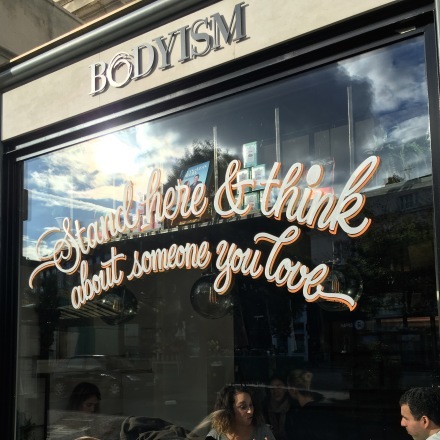 BODYISM
Stand here & think
about someone you love